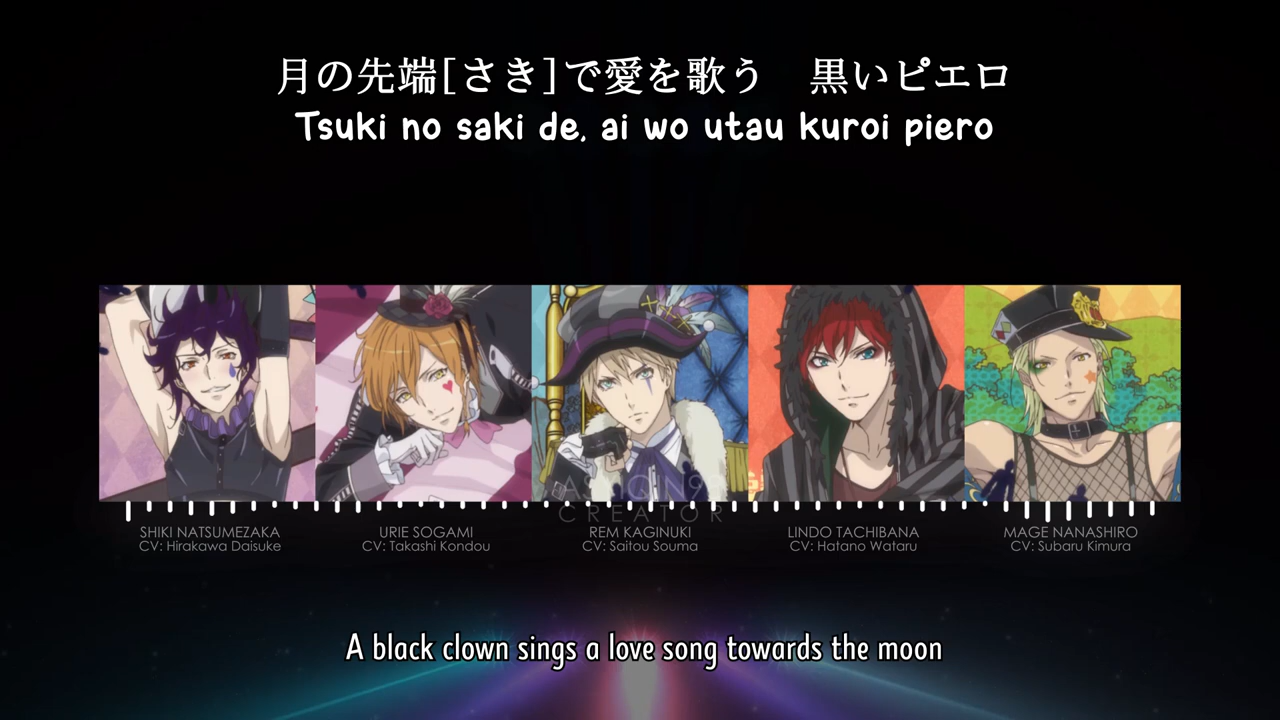 月の先端[さき]で愛を歌う　黒いピエロ
Tsuki no saki de, ai wo utau kuroi piero
CREATOR
SHIKI NATSUMEZAKA
CV: Hirakawa Daisuke
URIE SOGAMI
CV: Takashi Kondou
REM KAGINUKI
CV: Saitou Souma
LINDO TACHIBANA
CV: Hatano Wataru
MAGE NANASHIRO
CV: Subaru Kimura
A black clown sings a love song towards the moon